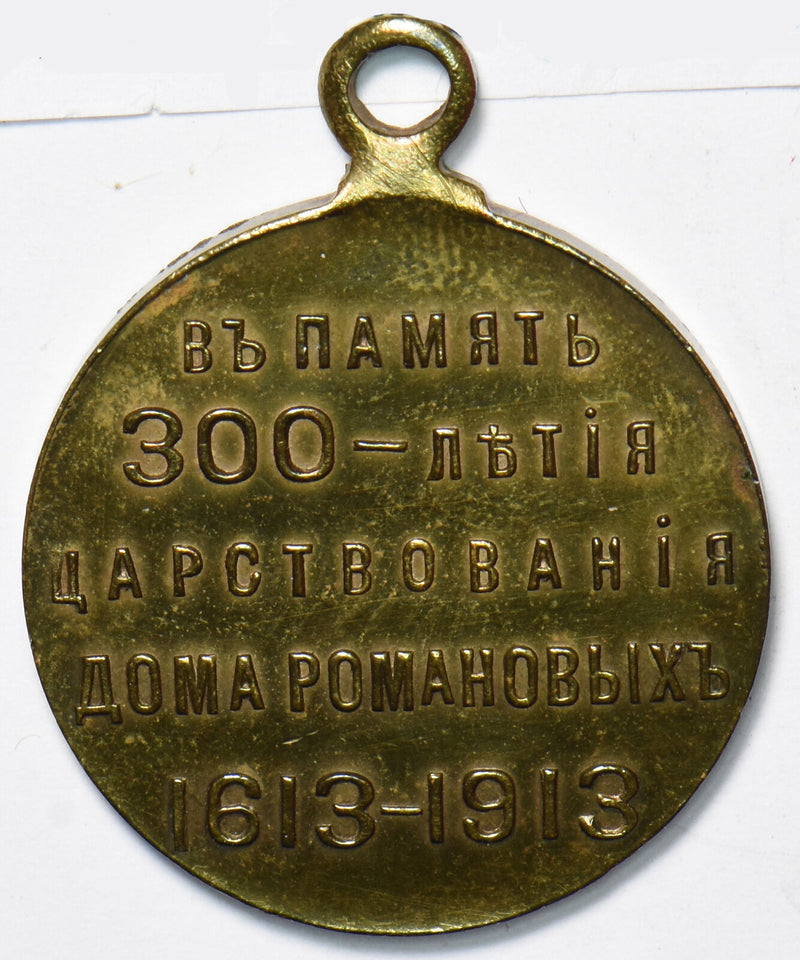 ВЪ ПАМЯТЬ
300-ЛѢТІЯ
ЦАРСТВОВАНІЯ
ДОМА РОМАНОВЫХЪ
1613-1913